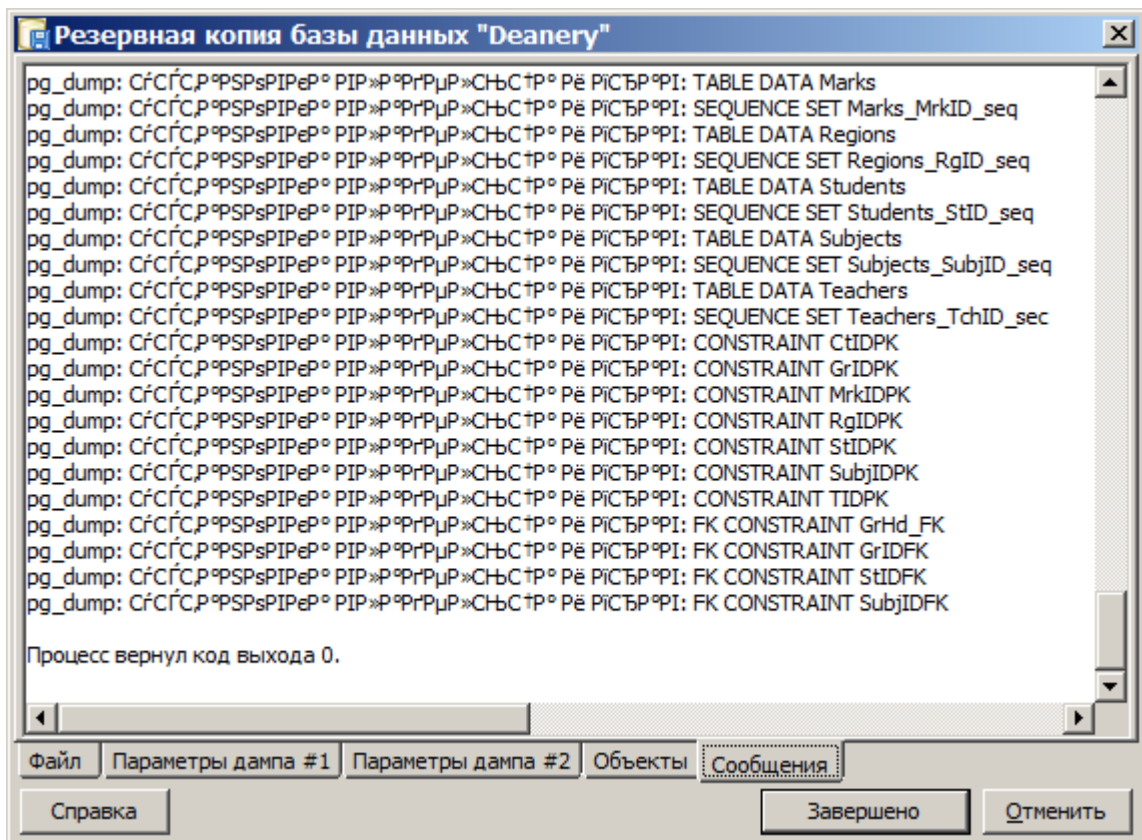 Резервная копия базы данных "Deanery"
pg_dump: СѓСЃС‚Р°РЅРѕРІРєР° РІР»Р°РґРµР»СЊС†Р° Рё РїСЂР°РІ: TABLE DATA Marks
pg_dump: СѓСЃС‚Р°РЅРѕРІРєР° РІР»Р°РґРµР»СЊС†Р° Рё РїСЂР°РІ: SEQUENCE SET Marks_MrkID_seq
pg_dump: СѓСЃС‚Р°РЅРѕРІРєР° РІР»Р°РґРµР»СЊС†Р° Рё РїСЂР°РІ: TABLE DATA Regions
pg_dump: СѓСЃС‚Р°РЅРѕРІРєР° РІР»Р°РґРµР»СЊС†Р° Рё РїСЂР°РІ: SEQUENCE SET Regions_RgID_seq
pg_dump: СѓСЃС‚Р°РЅРѕРІРєР° РІР»Р°РґРµР»СЊС†Р° Рё РїСЂР°РІ: TABLE DATA Students
pg_dump: СѓСЃС‚Р°РЅРѕРІРєР° РІР»Р°РґРµР»СЊС†Р° Рё РїСЂР°РІ: SEQUENCE SET Students_StID_seq
pg_dump: СѓСЃС‚Р°РЅРѕРІРєР° РІР»Р°РґРµР»СЊС†Р° Рё РїСЂР°РІ: TABLE DATA Subjects
pg_dump: СѓСЃС‚Р°РЅРѕРІРєР° РІР»Р°РґРµР»СЊС†Р° Рё РїСЂР°РІ: SEQUENCE SET Subjects_SubjID_seq
pg_dump: СѓСЃС‚Р°РЅРѕРІРєР° РІР»Р°РґРµР»СЊС†Р° Рё РїСЂР°РІ: TABLE DATA Teachers
pg_dump: СѓСЃС‚Р°РЅРѕРІРєР° РІР»Р°РґРµР»СЊС†Р° Рё РїСЂР°РІ: SEQUENCE SET Teachers_TchID_sec
pg_dump: СѓСЃС‚Р°РЅРѕРІРєР° РІР»Р°РґРµР»СЊС†Р° Рё РїСЂР°РІ: CONSTRAINT CtIDPK
pg_dump: СѓСЃС‚Р°РЅРѕРІРєР° РІР»Р°РґРµР»СЊС†Р° Рё РїСЂР°РІ: CONSTRAINT GrIDPK
pg_dump: СѓСЃС‚Р°РЅРѕРІРєР° РІР»Р°РґРµР»СЊС†Р° Рё РїСЂР°РІ: CONSTRAINT MrkIDPK
pg_dump: СѓСЃС‚Р°РЅРѕРІРєР° РІР»Р°РґРµР»СЊС†Р° Рё РїСЂР°РІ: CONSTRAINT RgIDPK
pg_dump: СѓСЃС‚Р°РЅРѕРІРєР° РІР»Р°РґРµР»СЊС†Р° Рё РїСЂР°РІ: CONSTRAINT StIDPK
pg_dump: СѓСЃС‚Р°РЅРѕРІРєР° РІР»Р°РґРµР»СЊС†Р° Рё РїСЂР°РІ: CONSTRAINT SubjIDPK
pg_dump: СѓСЃС‚Р°РЅРѕРІРєР° РІР»Р°РґРµР»СЊС†Р° Рё РїСЂР°РІ: CONSTRAINT TIDPK
pg_dump: СѓСЃС‚Р°РЅРѕРІРєР° РІР»Р°РґРµР»СЊС†Р° Рё РїСЂР°РІ: FK CONSTRAINT GrHd_FK
pg_dump: СѓСЃС‚Р°РЅРѕРІРєР° РІР»Р°РґРµР»СЊС†Р° Рё РїСЂР°РІ: FK CONSTRAINT GrIDFK
pg_dump: СѓСЃС‚Р°РЅРѕРІРєР° РІР»Р°РґРµР»СЊС†Р° Рё РїСЂР°РІ: FK CONSTRAINT StIDFK
pg_dump: СѓСЃС‚Р°РЅРѕРІРєР° РІР»Р°РґРµР»СЊС†Р° Рё РїСЂР°РІ: FK CONSTRAINT SubjIDFK
Процесс вернул код выхода 0.
Файл Параметры дампа #1 Параметры дампа #2 Объекты Сообщения
Справка Завершено Отменить